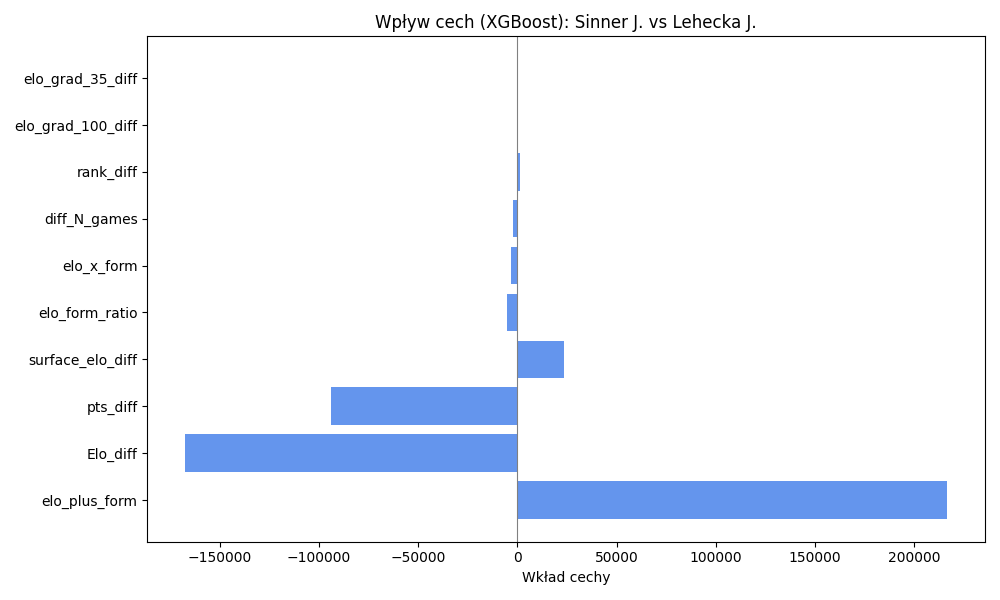 Wpływ cech (XGBoost): Sinner J. vs Lehecka J.
elo_grad_35_diff
elo_grad_100_diff
rank_diff
diff_N_games
elo_x_form
elo_form_ratio
surface_elo_diff
pts_diff
Elo_diff
elo_plus_form
−150000 −100000 −50000 0 50000 100000 150000 200000
Wkład cechy